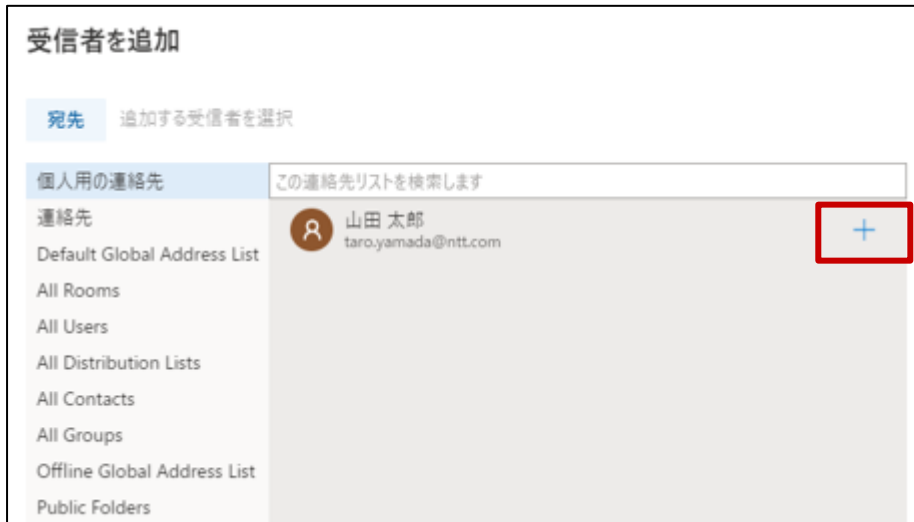 受信者を追加
宛先 追加する受信者を選択
個人用の連絡先
この連絡先リストを検索します
連絡先
山田 太郎
taro.yamada@ntt.com
Default Global Address List
All Rooms
All Users
All Distribution Lists
All Contacts
All Groups
Offline Global Address List
Public Folders